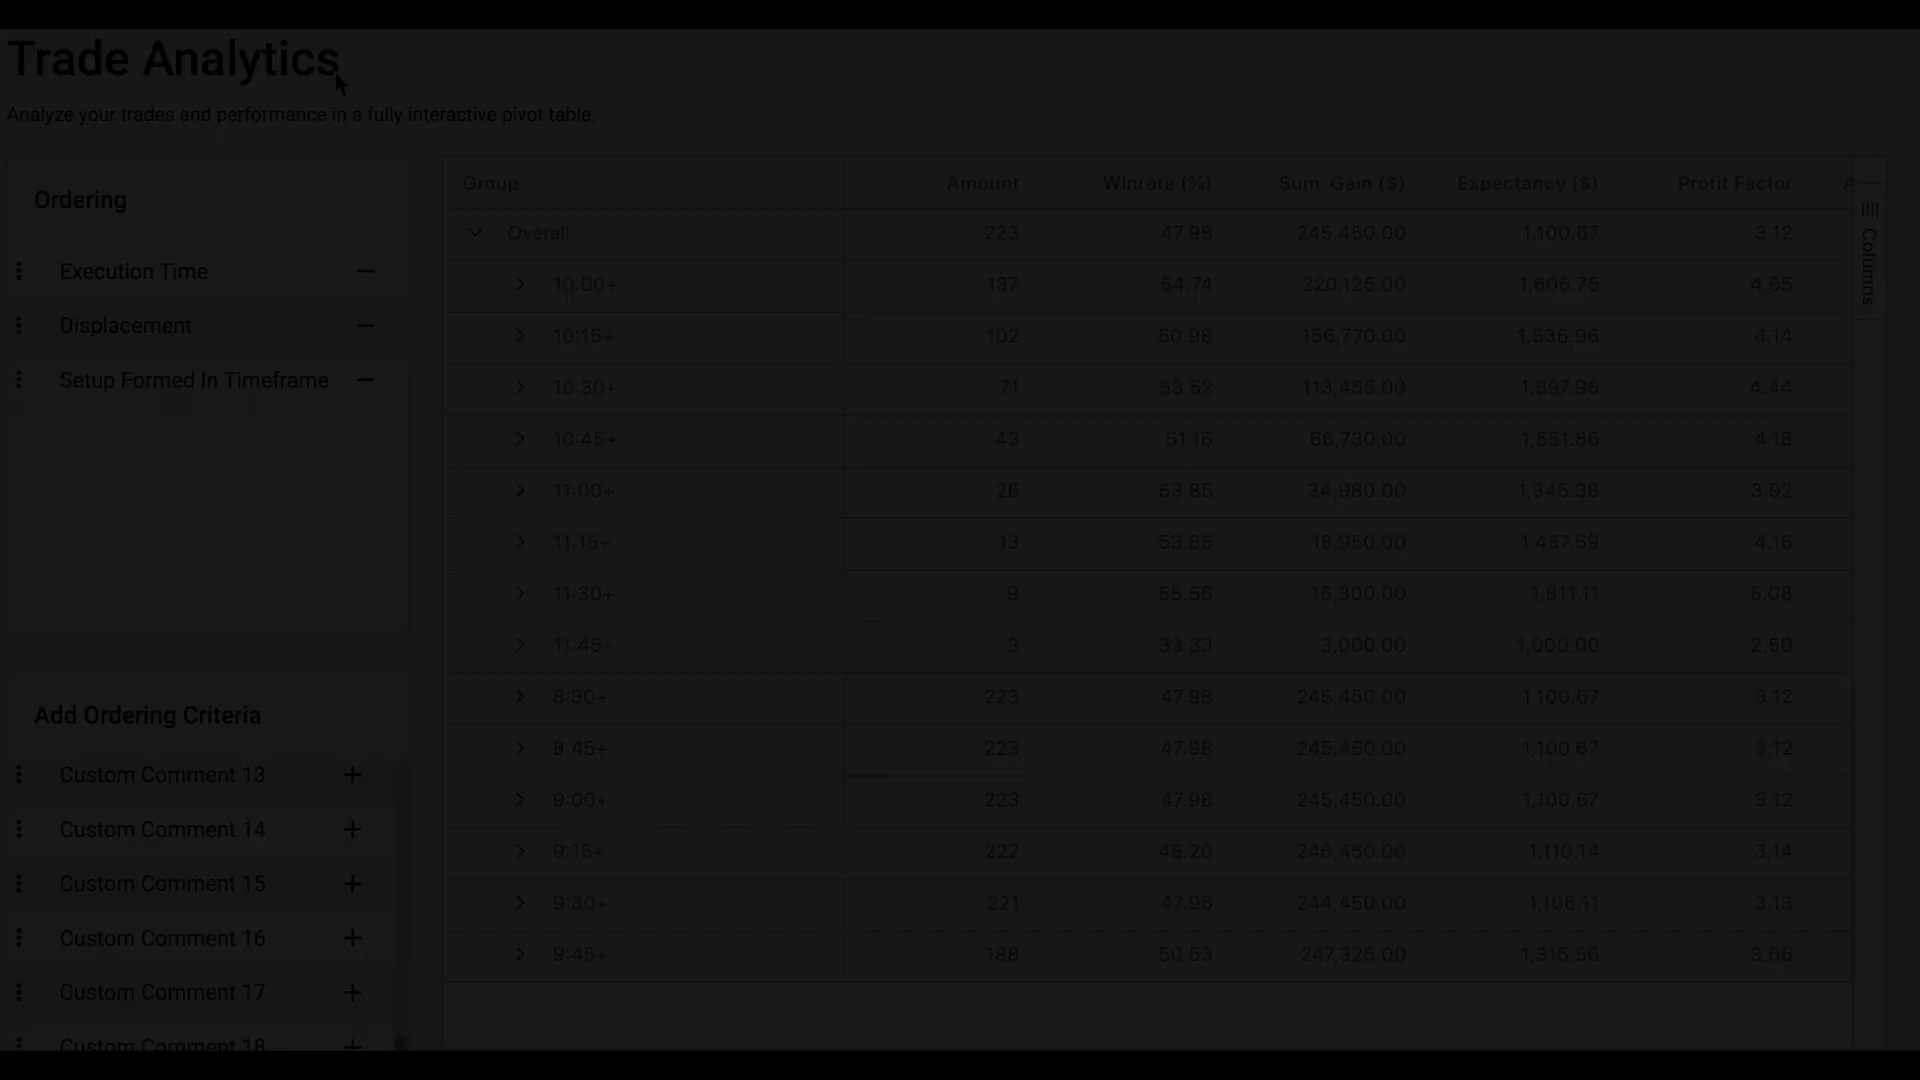 Trade Analytics
Analyze your trades and performance in a fully interactive pivot table.
Ordering
Execution Time
Displacement
Setup Formed In Timeframe
Add Ordering Criteria
Custom Comment 13
Custom Comment 14
Custom Comment 15
Custom Comment 16
Custom Comment 17
Custom Comment 18
Group Amount Winrate (%) Sum. Gain ($) Expectancy ($) Profit Factor
Overall 223 47.98 245,450.00 1,100.67 3.12
10:00+ 137 54.74 220,125.00 1,606.75 4.55
10:15+ 102 50.98 156,770.00 1,536.96 4.14
10:30+ 71 53.52 113,455.00 1,597.96 4.44
10:45+ 43 51.16 66,730.00 1,551.86 4.18
11:00+ 26 53.85 34,980.00 1,345.38 3.92
11:15+ 13 53.85 18,950.00 1,457.69 4.16
11:30+ 9 55.56 16,300.00 1,811.11 5.08
11:45+ 3 33.33 3,000.00 1,000.00 2.50
8:30+ 223 47.98 245,450.00 1,100.67 3.12
8:45+ 223 47.98 245,450.00 1,100.67 3.12
9:00+ 223 47.98 245,450.00 1,100.67 3.12
9:15+ 222 48.20 246,450.00 1,110.14 3.14
9:30+ 221 47.96 244,450.00 1,106.11 3.13
9:45+ 188 50.53 247,325.00 1,315.56 3.66
Columns